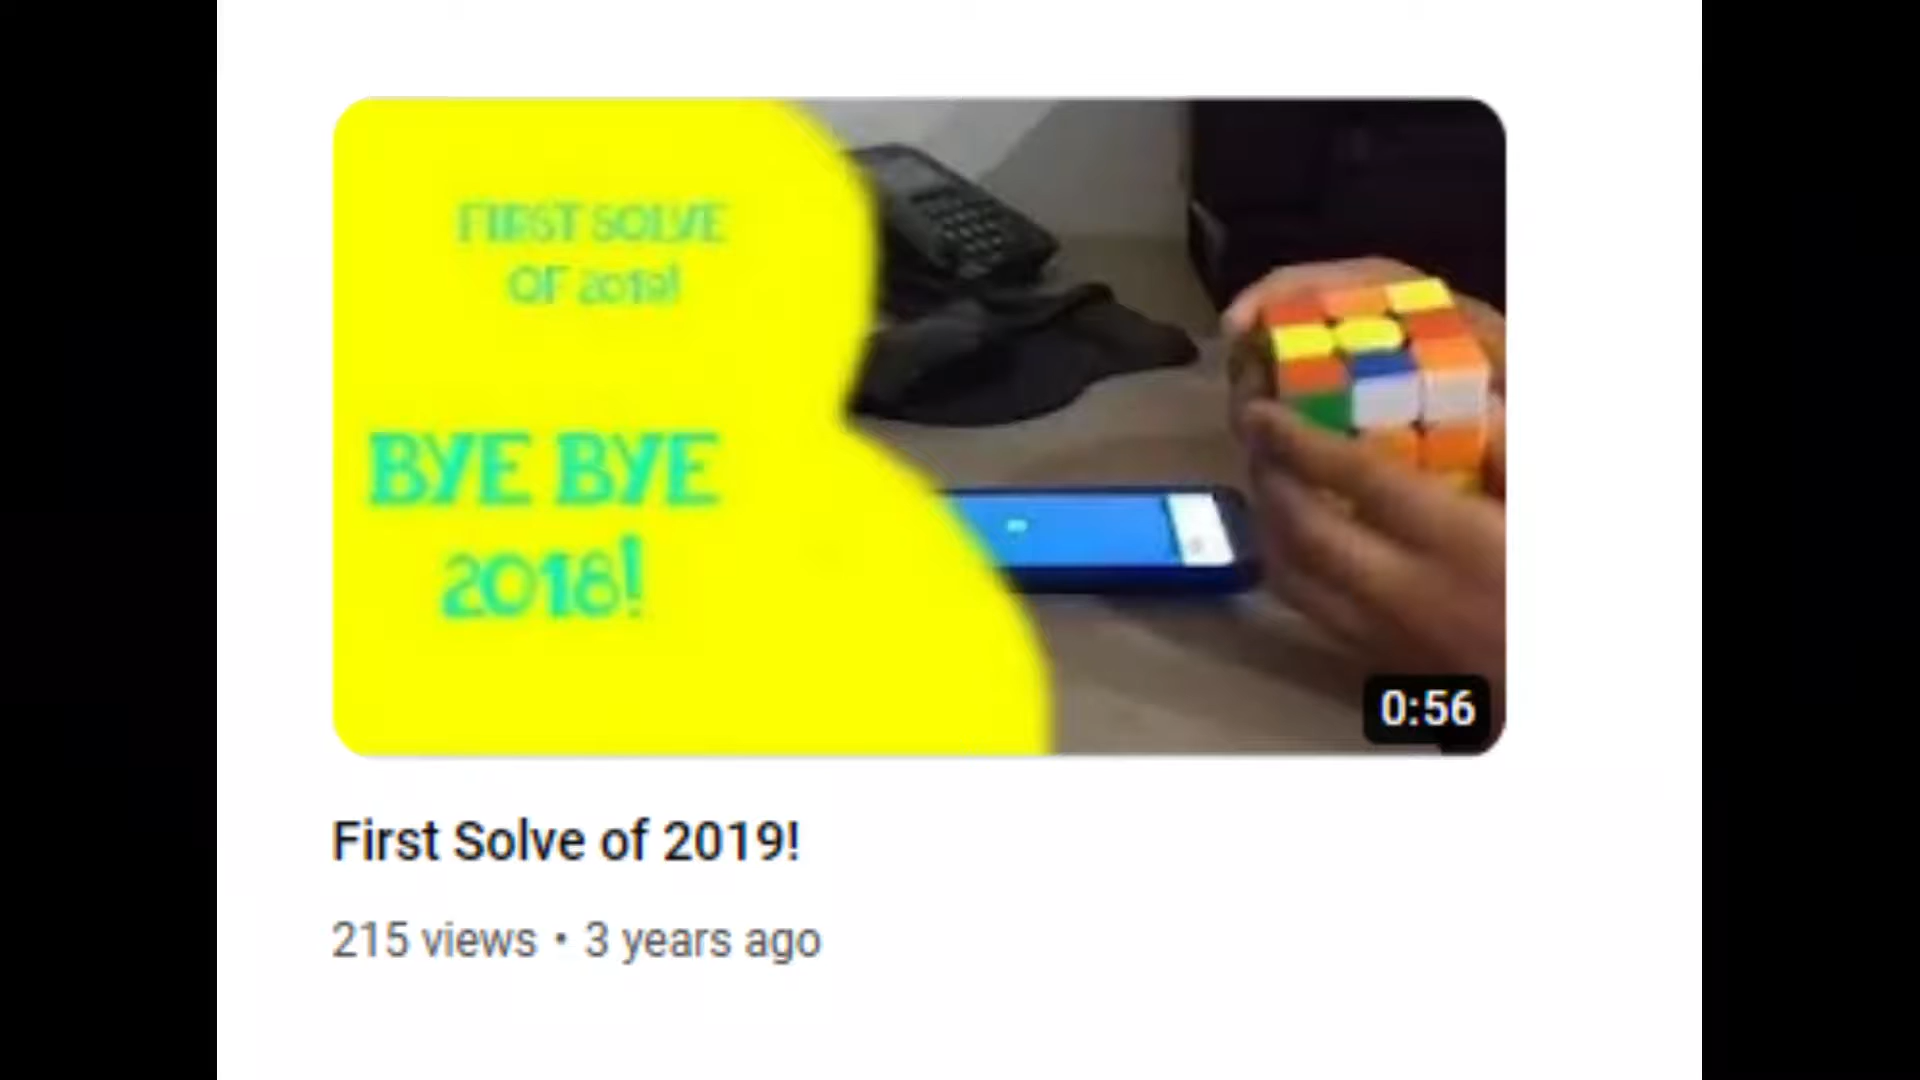 FIRST SOLVE
OF 2019!
BYE BYE
2018!
0:56
First Solve of 2019!
215 views • 3 years ago